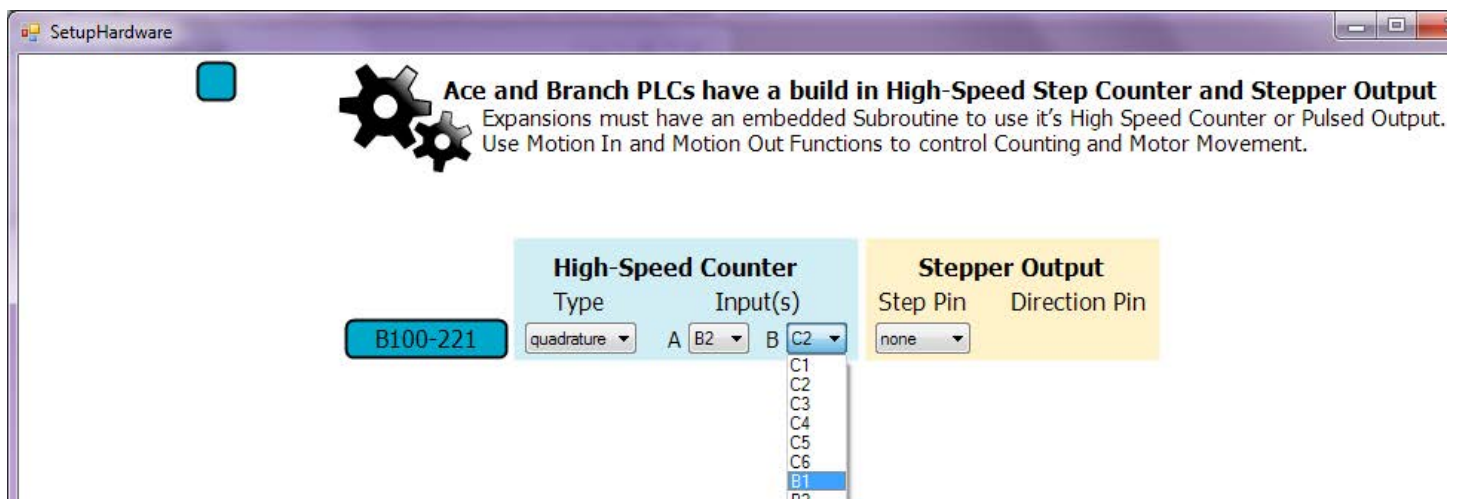 SetupHardware
Ace and Branch PLCs have a build in High-Speed Step Counter and Stepper Output
Expansions must have an embedded Subroutine to use it's High Speed Counter or Pulsed Output.
Use Motion In and Motion Out Functions to control Counting and Motor Movement.
High-Speed Counter Stepper Output
Type Input(s) Step Pin Direction Pin
B100-221 quadrature A B2 B C2 none
C1
C2
C3
C4
C5
C6
B1